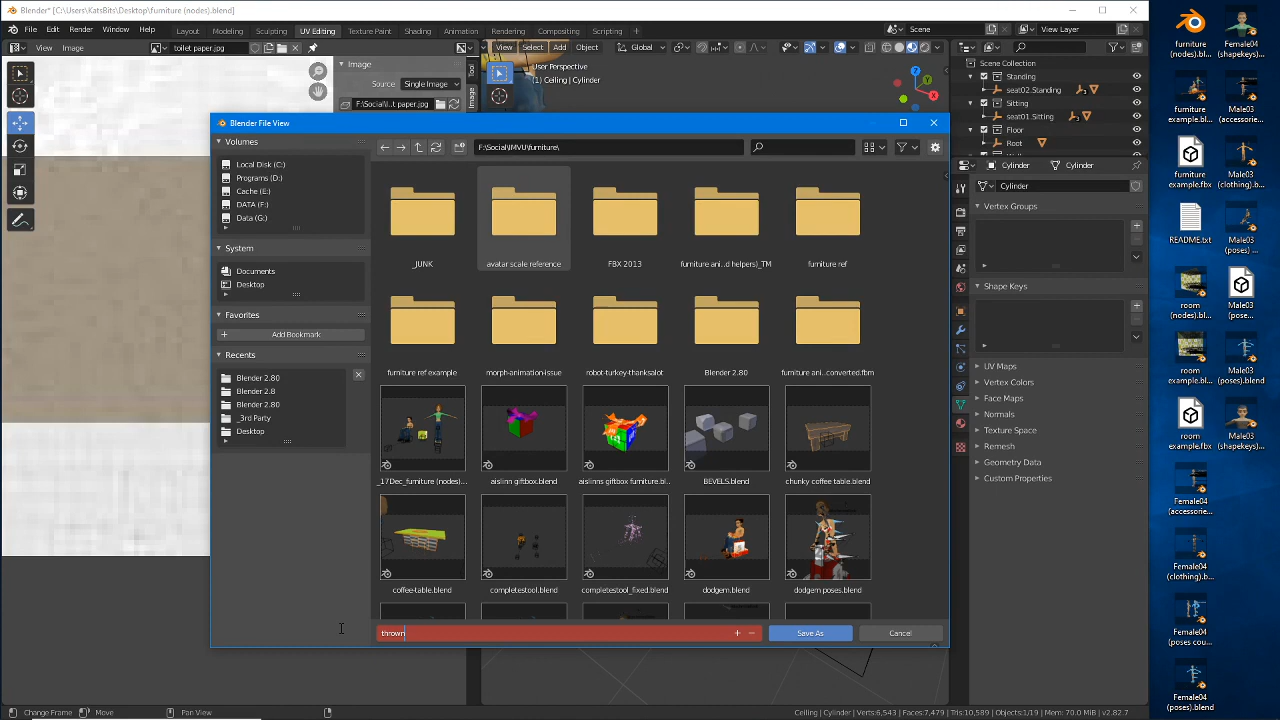 Blender* [C:\Users\KatsBits\Desktop\furniture (nodes).blend]
File Render Window Help Layout Modeling Sculpting UV Editing Texture Paint Shading Animation Rendering Compositing Scripting Scene View Layer
View Image toilet paper.jpg View Select Add Object Global
Image
Source Single Image
F:\Social\I...t paper.jpg
Tool
Image
User Perspective
(1) Ceiling | Cylinder
Z
Y
X
Scene Collection
Standing
seat02.Standing
Sitting
seat01.Sitting
Floor
Root
Cylinder Cylinder
Cylinder
Vertex Groups
Shape Keys
UV Maps
Vertex Colors
Face Maps
Normals
Texture Space
Remesh
Geometry Data
Custom Properties
Blender File View
Volumes
Local Disk (C:)
Programs (D:)
Cache (E:)
DATA (F:)
Data (G:)
System
Documents
Desktop
Favorites
Add Bookmark
Recents
Blender 2.80
Blender 2.8
Blender 2.80
_3rd Party
Desktop
F:\Social\IMVU\furniture\
_JUNK
avatar scale reference
FBX 2013
furniture ani...d helpers)_TM
furniture ref
furniture ref example
morph-animation-issue
robot-turkey-thanksalot
Blender 2.80
furniture ani...converted.fbm
_17Dec_furniture (nodes)...
aislinn giftbox.blend
aislinns giftbox furniture.bl...
BEVELS.blend
chunky coffee table.blend
coffee-table.blend
completestool.blend
completestool_fixed.blend
dodgem.blend
dodgem poses.blend
thrown
Save As
Cancel
Change Frame Move Pan View
Ceiling | Cylinder | Verts:6,543 | Faces:7,479 | Tris:10,589 | Objects:1/19 | Mem: 70.0 MiB | v2.82.7
furniture
(nodes).bl...
Female04
(shapekeys)...
furniture
example.bl...
Male03
(accessorie...
furniture
example.fbx
Male03
(clothing).b...
README.txt
Male03
(poses) ...
room
(nodes).bl...
Male03
(pose...
room
example.bl...
Male03
(poses).blend
room
example.fbx
Male03
(shapekeys)...
Female04
(accessorie...
Female04
(clothing).b...
Female04
(poses cou...
Female04
(poses).blend